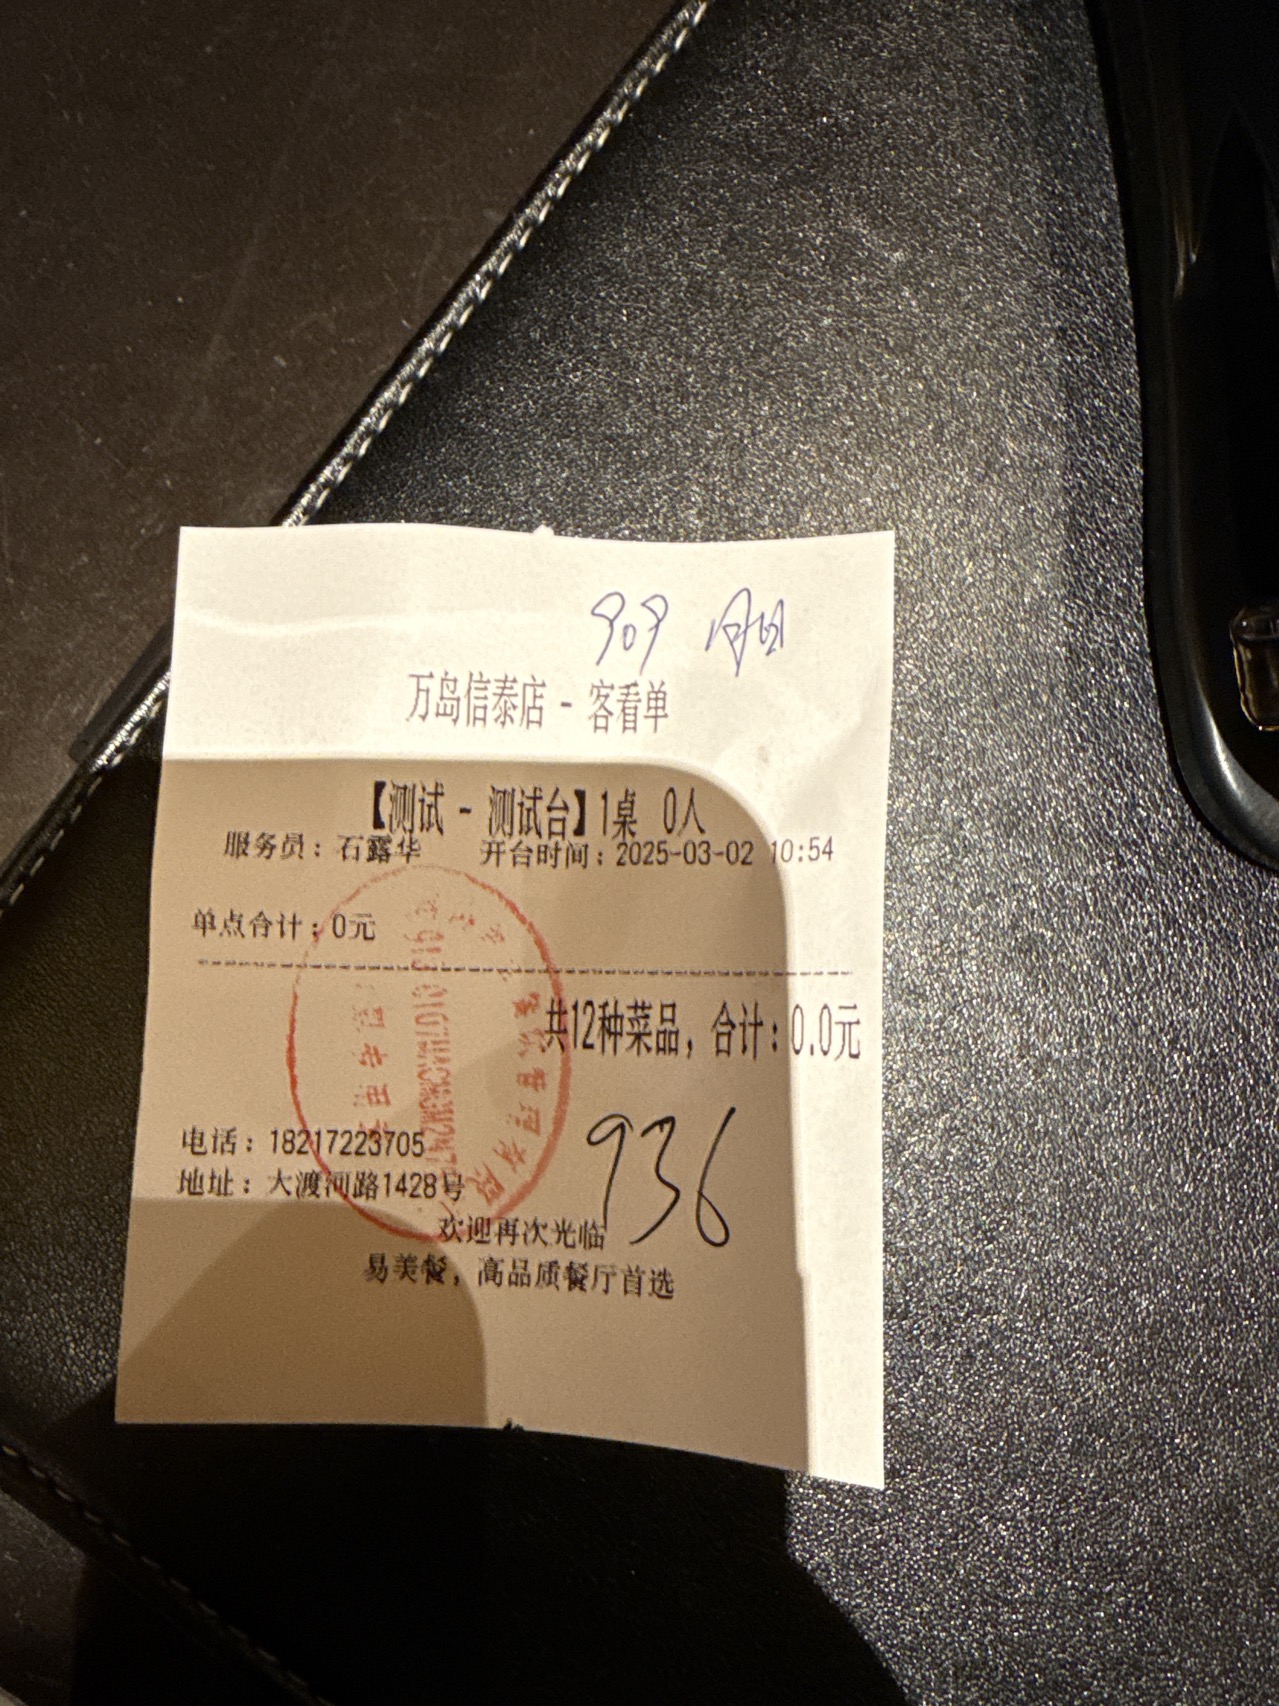 909
万岛信泰店 - 客看单
【测试 - 测试台】1桌 0人
服务员：石露华 开台时间：2025-03-02 10:54
单点合计：0元
共12种菜品，合计：0.0元
936
电话：18217223705
地址：大渡河路1428号
欢迎再次光临
易美餐，高品质餐厅首选